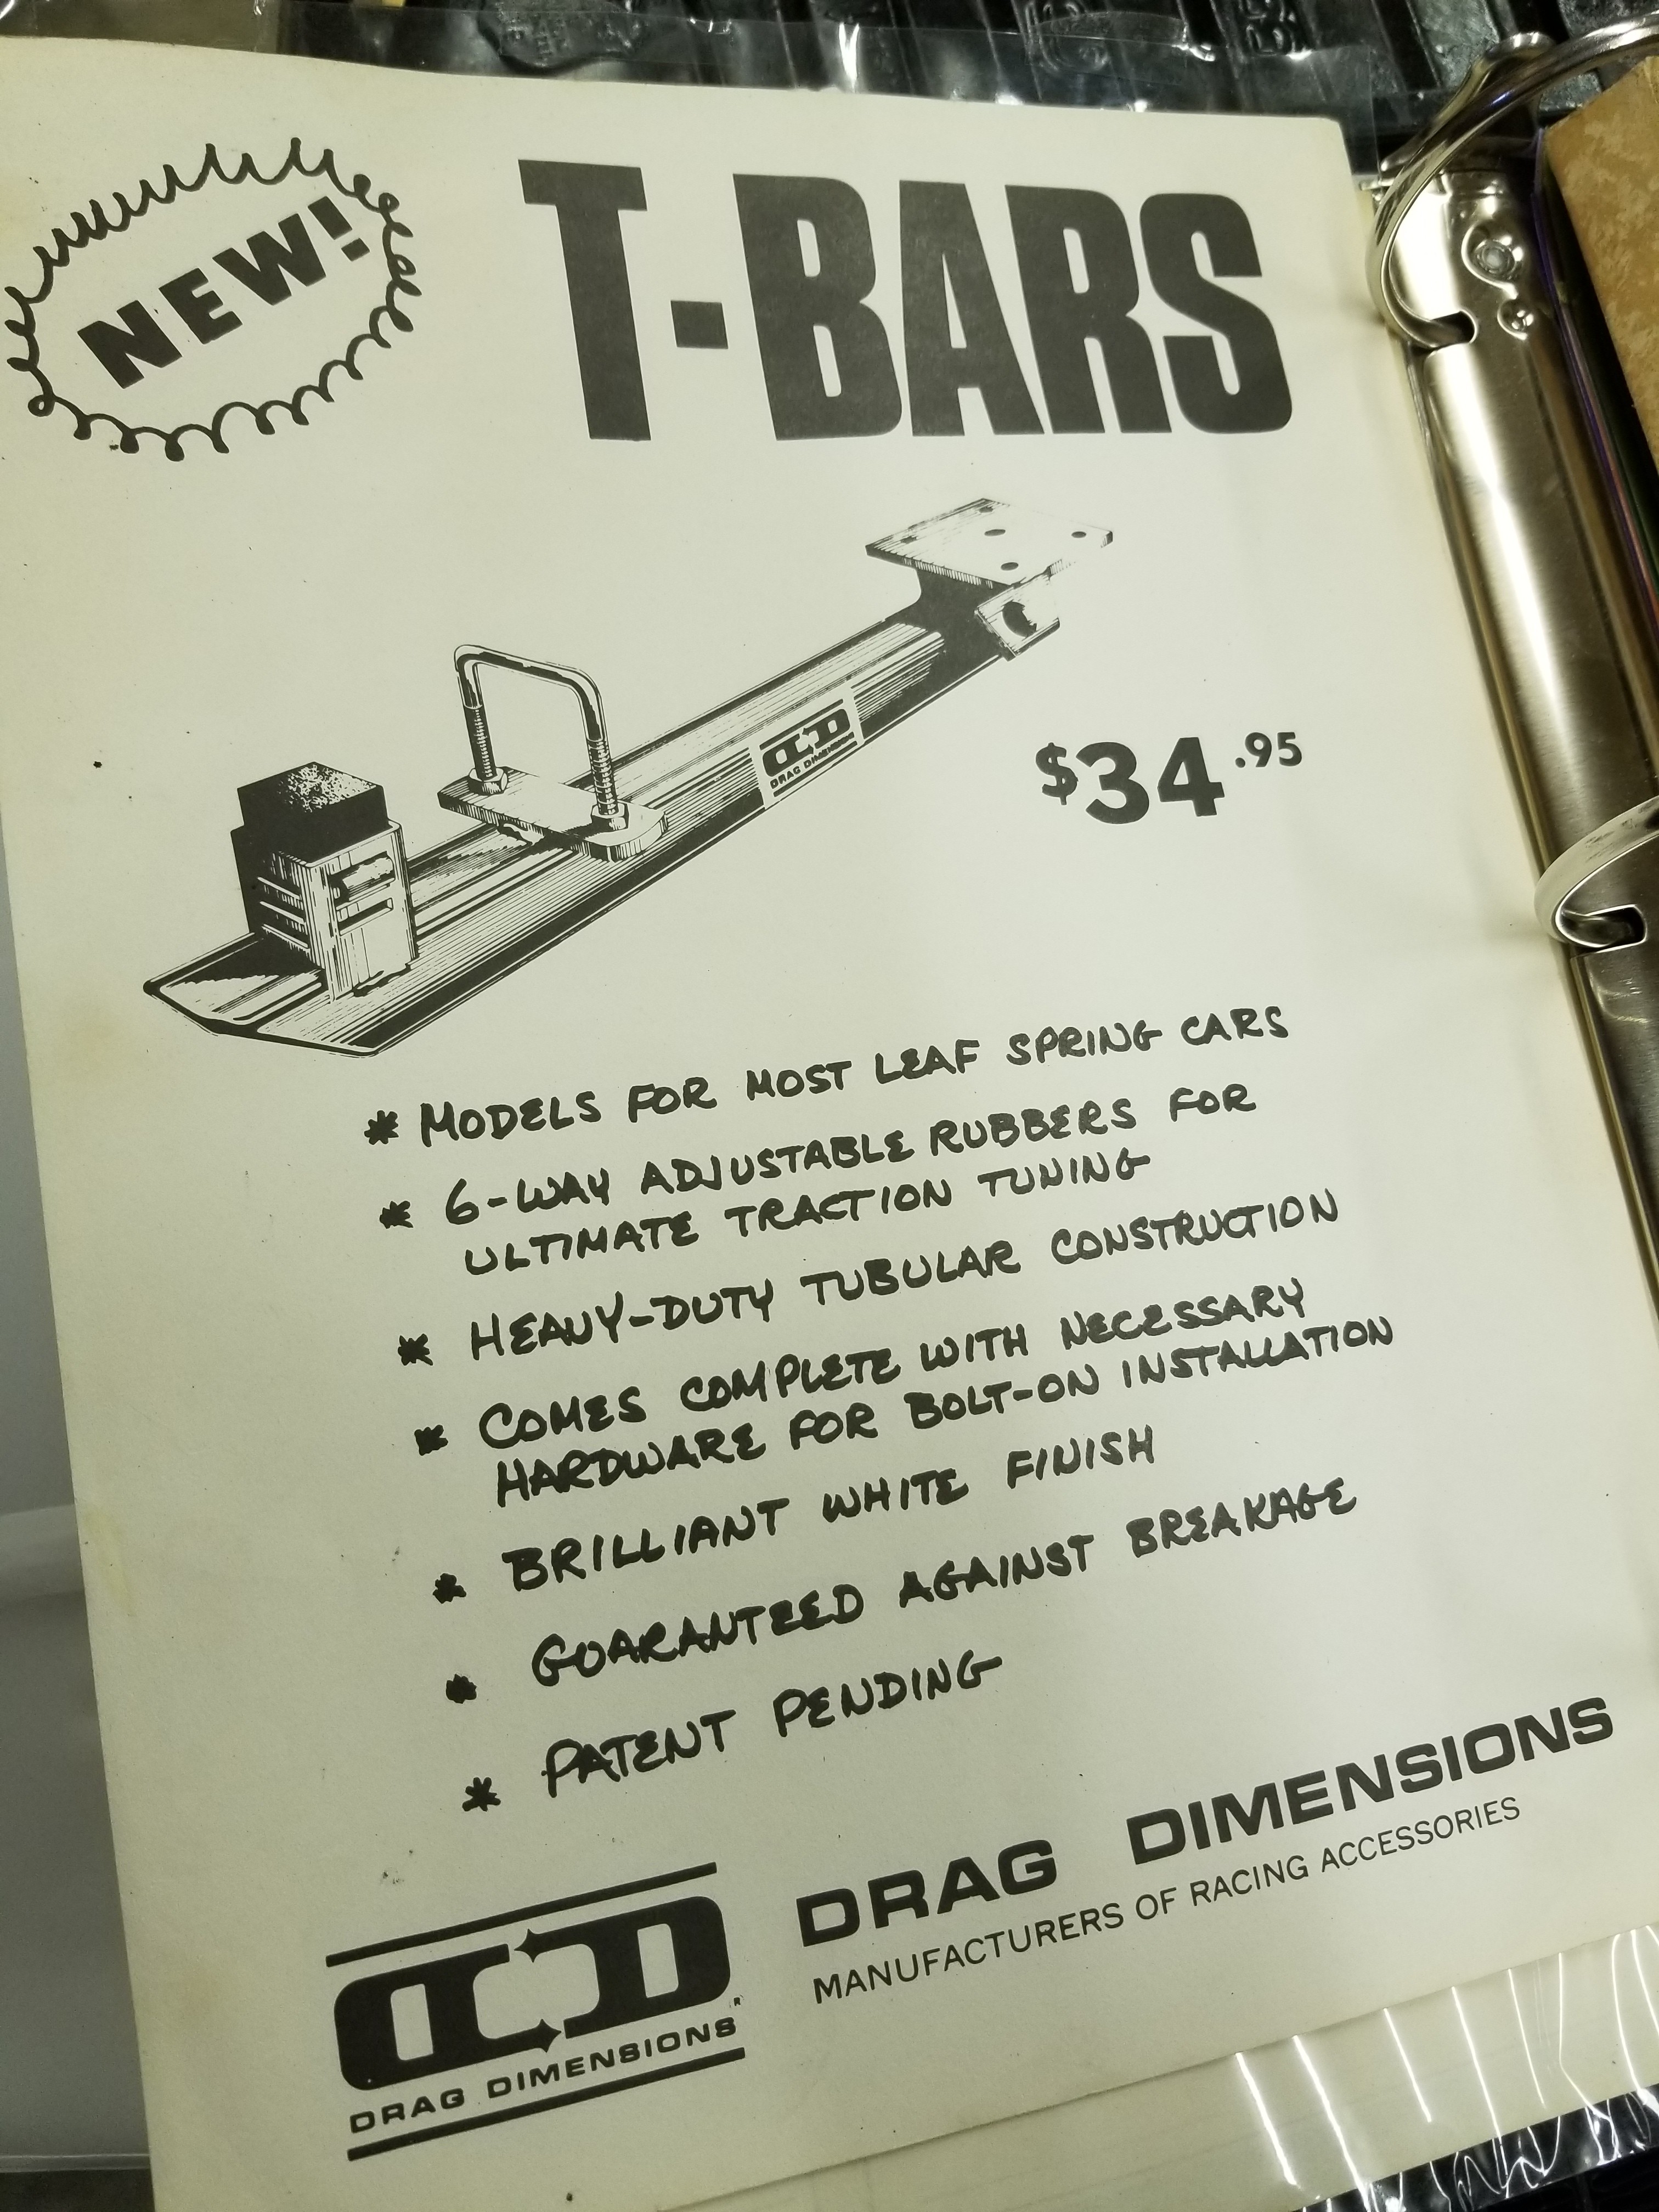 NEW!
T-BARS
DRAG DIMENSIONS
$34.95
* MODELS FOR MOST LEAF SPRING CARS
* 6-WAY ADJUSTABLE RUBBERS FOR
ULTIMATE TRACTION TUNING
* HEAVY-DUTY TUBULAR CONSTRUCTION
* COMES COMPLETE WITH NECESSARY
HARDWARE FOR BOLT-ON INSTALLATION
* BRILLIANT WHITE FINISH
* GUARANTEED AGAINST BREAKAGE
* PATENT PENDING
DRAG DIMENSIONS
MANUFACTURERS OF RACING ACCESSORIES
DD
DRAG DIMENSIONS